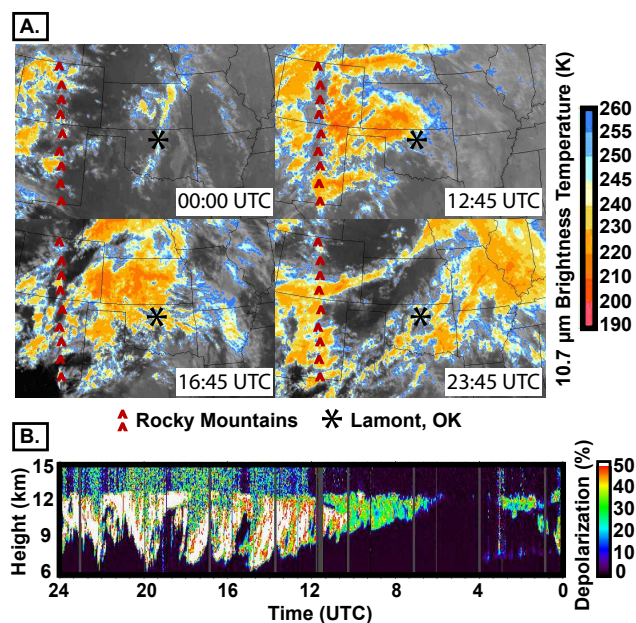 A.
00:00 UTC
12:45 UTC
16:45 UTC
23:45 UTC
10.7 µm Brightness Temperature (K)
260
255
250
245
240
230
220
210
200
190
Rocky Mountains
Lamont, OK
B.
Height (km)
15
12
9
6
24
20
16
12
8
4
0
Time (UTC)
Depolarization (%)
50
40
30
20
10
0